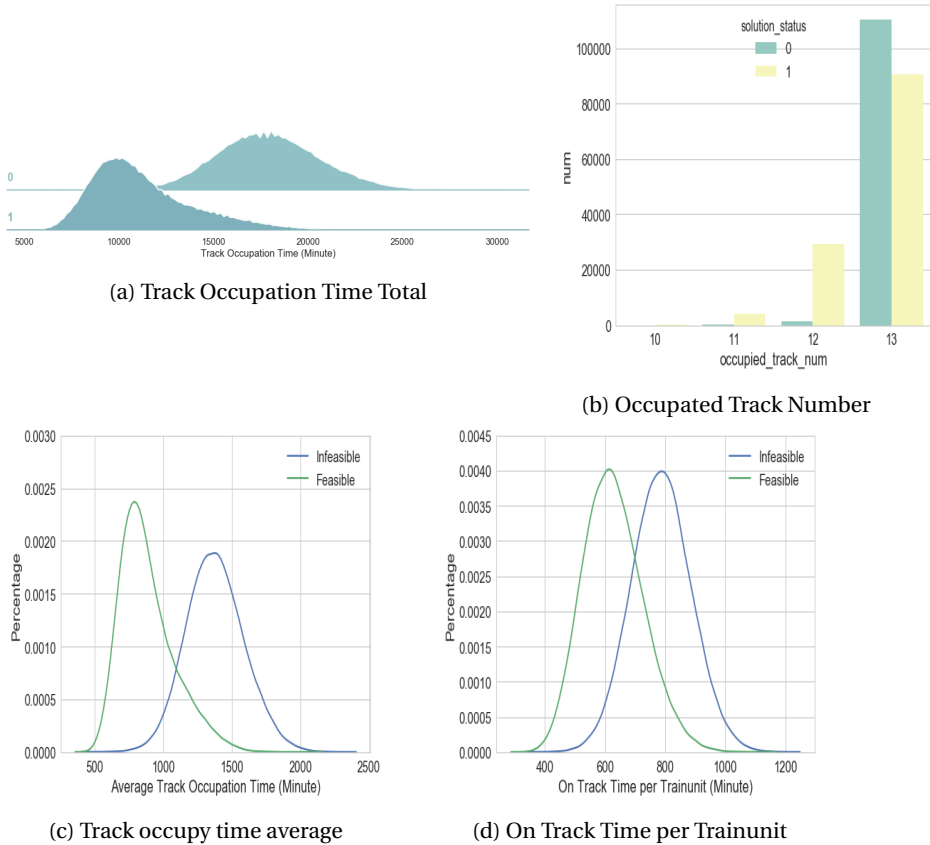 0
1
5000 10000 15000 20000 25000 30000
Track Occupation Time (Minute)
(a) Track Occupation Time Total
solution_status
0
1
100000
80000
60000
40000
20000
0
num
10 11 12 13
occupied_track_num
(b) Occupated Track Number
0.0030
0.0025
0.0020
0.0015
0.0010
0.0005
0.0000
Percentage
Infeasible
Feasible
500 1000 1500 2000 2500
Average Track Occupation Time (Minute)
(c) Track occupy time average
0.0045
0.0040
0.0035
0.0030
0.0025
0.0020
0.0015
0.0010
0.0005
0.0000
Percentage
Infeasible
Feasible
400 600 800 1000 1200
On Track Time per Trainunit (Minute)
(d) On Track Time per Trainunit